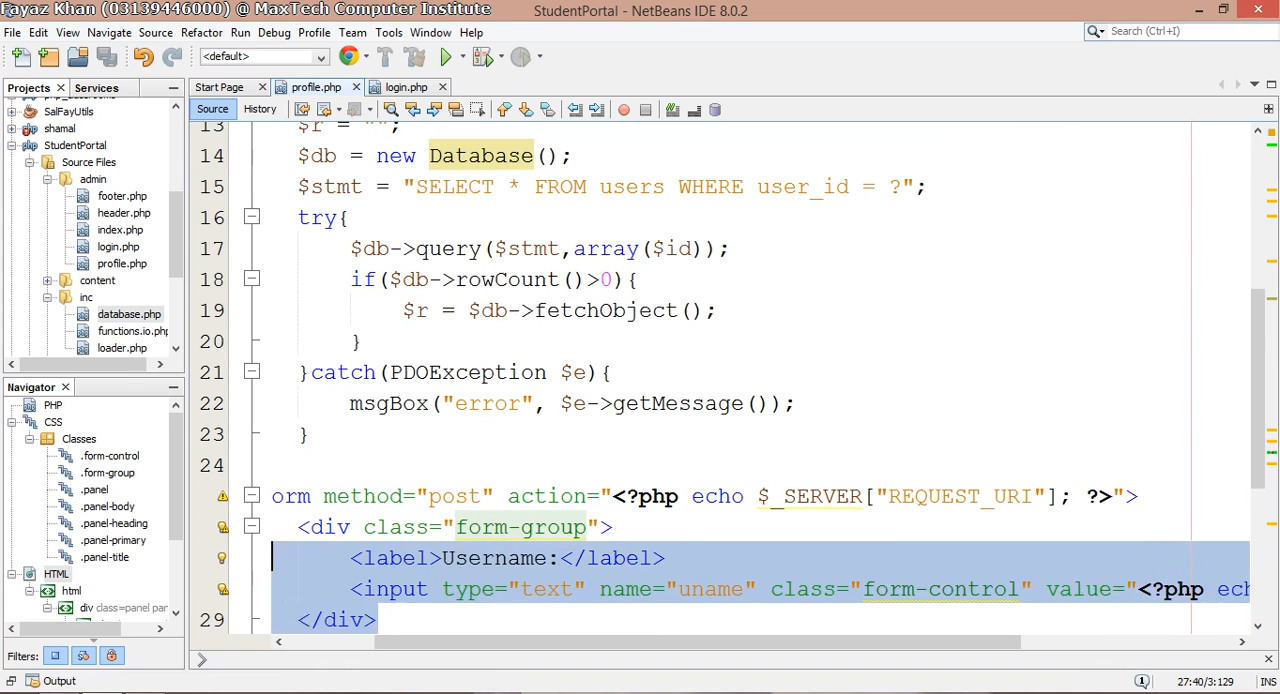 Fayaz Khan (03139446000) @ MaxTech Computer Institute
StudentPortal - NetBeans IDE 8.0.2
File Edit View Navigate Source Refactor Run Debug Profile Team Tools Window Help
Search (Ctrl+I)
<default>
Projects Services
Start Page profile.php login.php
Source History
SalFayUtils
shamal
StudentPortal
Source Files
admin
footer.php
header.php
index.php
login.php
profile.php
content
inc
database.php
functions.io.php
loader.php
Navigator
PHP
CSS
Classes
.form-control
.form-group
.panel
.panel-body
.panel-heading
.panel-primary
.panel-title
HTML
html
div class=panel pan
Filters:
Output
13 $r = "";
14 $db = new Database();
15 $stmt = "SELECT * FROM users WHERE user_id = ?";
16 try{
17 $db->query($stmt,array($id));
18 if($db->rowCount()>0){
19 $r = $db->fetchObject();
20 }
21 }catch(PDOException $e){
22 msgBox("error", $e->getMessage());
23 }
24
orm method="post" action="<?php echo $_SERVER["REQUEST_URI"]; ?>">
<div class="form-group">
<label>Username:</label>
<input type="text" name="uname" class="form-control" value="<?php ech
29 </div>
27:40/3:129 INS